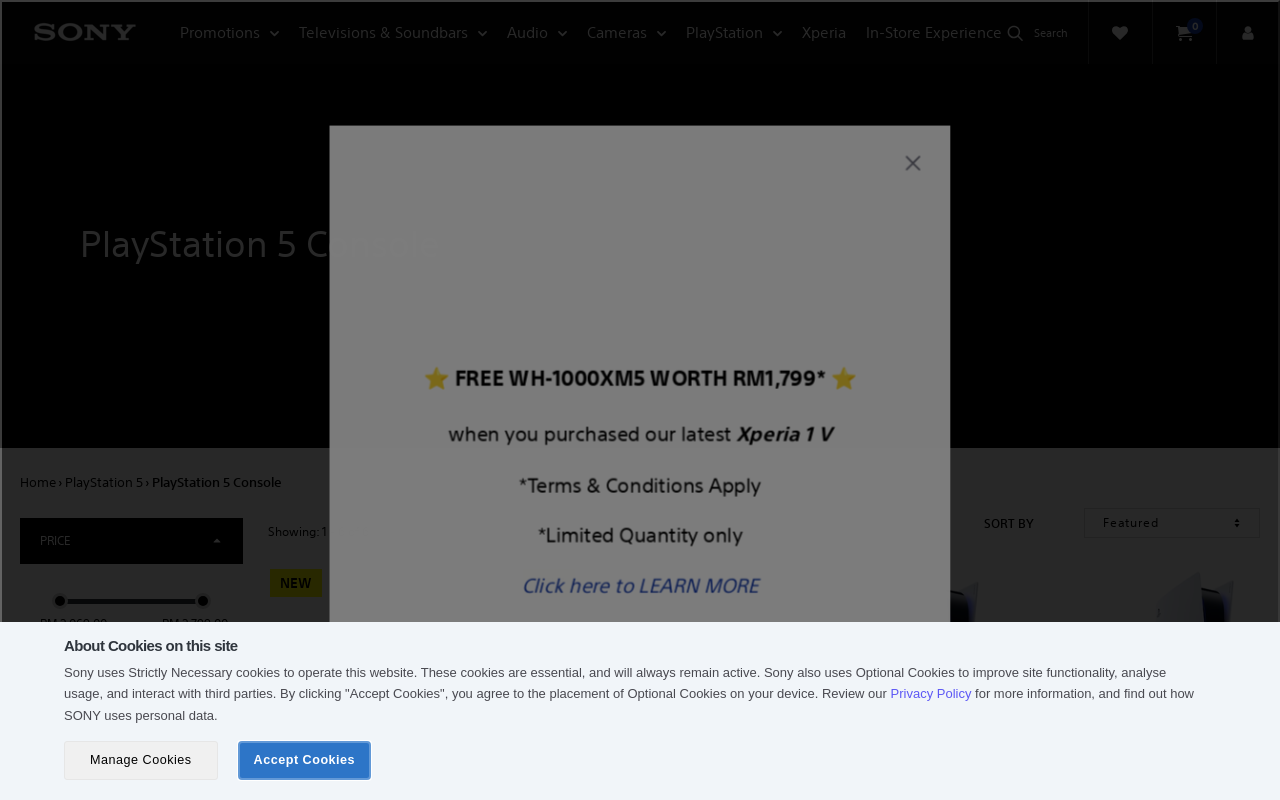 SONY
Promotions
Televisions & Soundbars
Audio
Cameras
PlayStation
Xperia
In-Store Experience
Search
0
PlayStation 5 C
⭐ FREE WH-1000XM5 WORTH RM1,799* ⭐
when you purchased our latest Xperia 1 V
*Terms & Conditions Apply
*Limited Quantity only
Click here to LEARN MORE
Home › PlayStation 5 › PlayStation 5 Console
PRICE
Showing: 1
SORT BY
Featured
NEW
About Cookies on this site
Sony uses Strictly Necessary cookies to operate this website. These cookies are essential, and will always remain active. Sony also uses Optional Cookies to improve site functionality, analyse
usage, and interact with third parties. By clicking "Accept Cookies", you agree to the placement of Optional Cookies on your device. Review our Privacy Policy for more information, and find out how
SONY uses personal data.
Manage Cookies
Accept Cookies